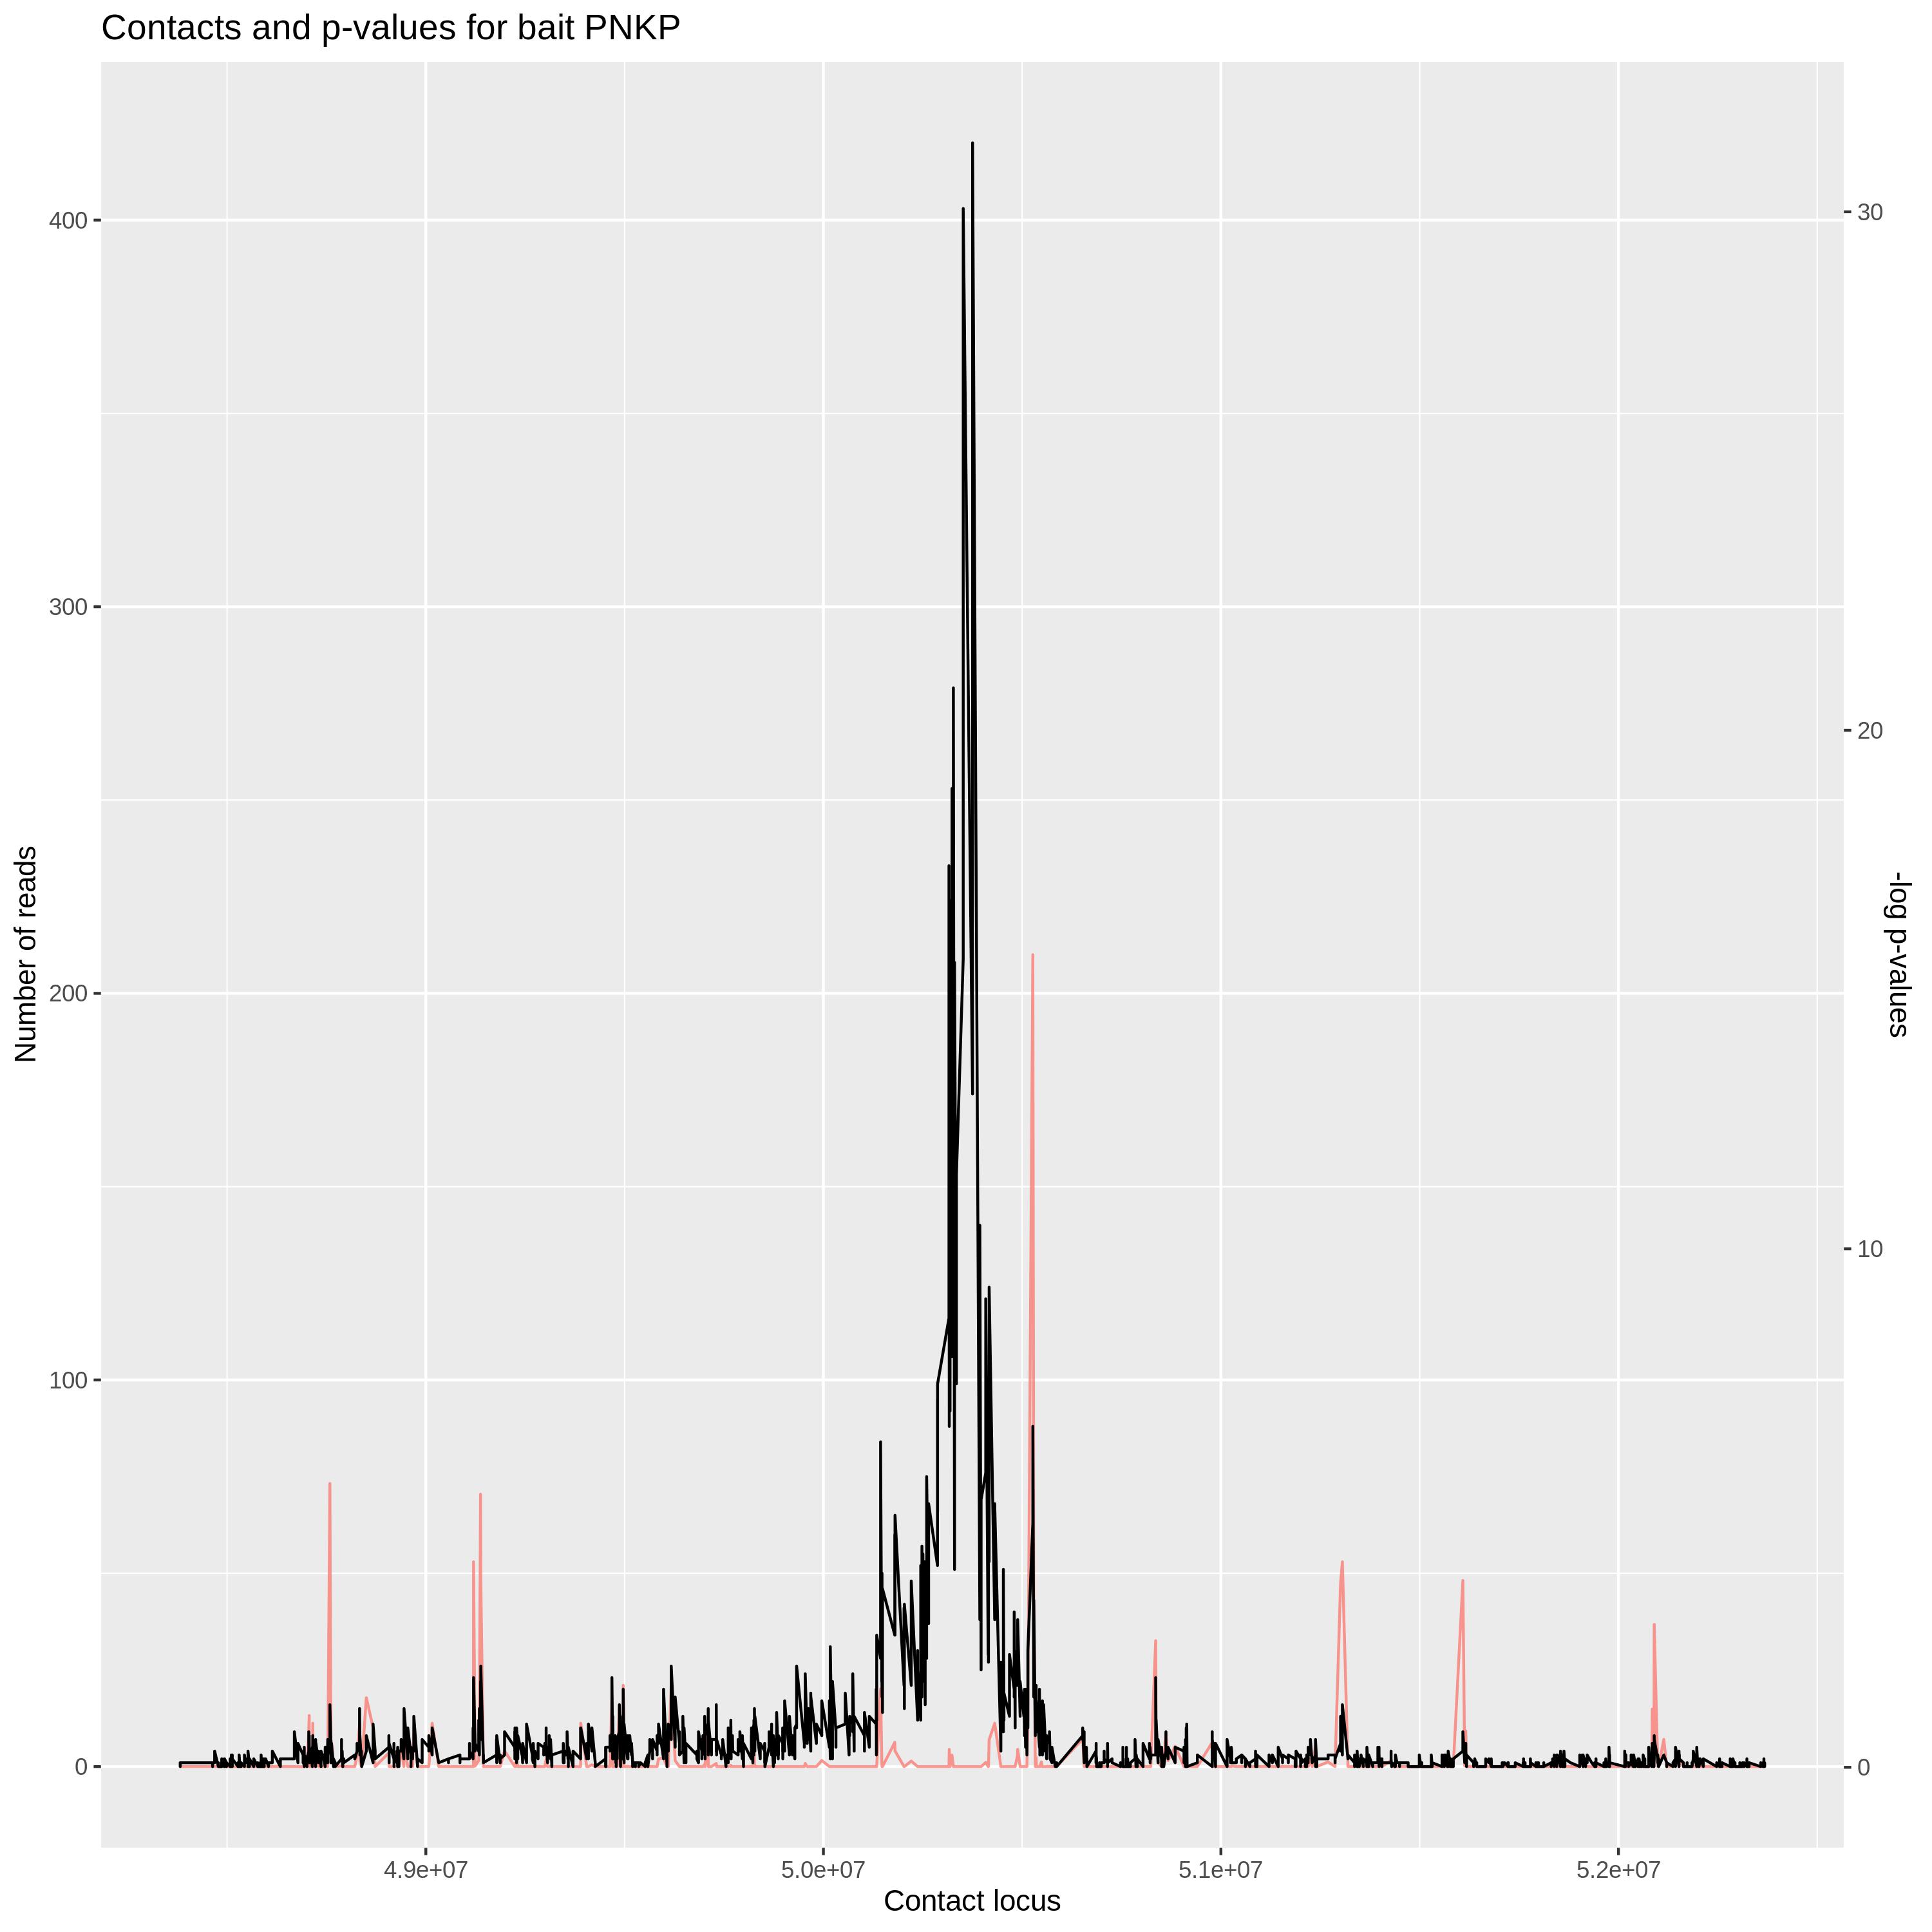 Contacts and p-values for bait PNKP
400
300
200
100
0
Number of reads
30
20
10
0
-log p-values
4.9e+07
5.0e+07
5.1e+07
5.2e+07
Contact locus